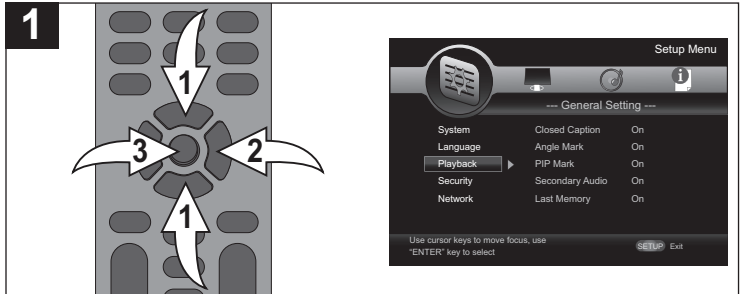 1
1
3
2
1
Setup Menu
--- General Setting ---
System Closed Caption On
Language Angle Mark On
Playback PIP Mark On
Security Secondary Audio On
Network Last Memory On
Use cursor keys to move focus, use
“ENTER” key to select
SETUP Exit